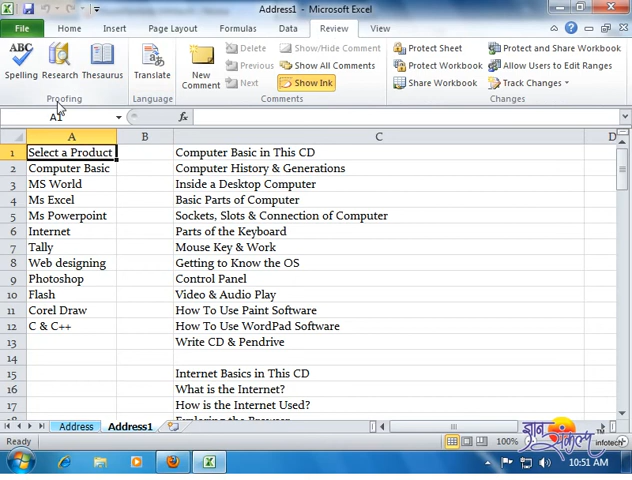 Address1 - Microsoft Excel
File Home Insert Page Layout Formulas Data Review View
ABC
Spelling Research Thesaurus
Proofing
Translate
Language
New Comment
Delete
Previous
Next
Show/Hide Comment
Show All Comments
Show Ink
Comments
Protect Sheet
Protect Workbook
Share Workbook
Protect and Share Workbook
Allow Users to Edit Ranges
Track Changes
Changes
A1 fx
A B C D
1 Select a Product Computer Basic in This CD
2 Computer Basic Computer History & Generations
3 MS World Inside a Desktop Computer
4 Ms Excel Basic Parts of Computer
5 Ms Powerpoint Sockets, Slots & Connection of Computer
6 Internet Parts of the Keyboard
7 Tally Mouse Key & Work
8 Web designing Getting to Know the OS
9 Photoshop Control Panel
10 Flash Video & Audio Play
11 Corel Draw How To Use Paint Software
12 C & C++ How To Use WordPad Software
13 Write CD & Pendrive
14
15 Internet Basics in This CD
16 What is the Internet?
17 How is the Internet Used?
Address Address1
Ready 100%
ज्ञान संकल्प
infotech
10:51 AM